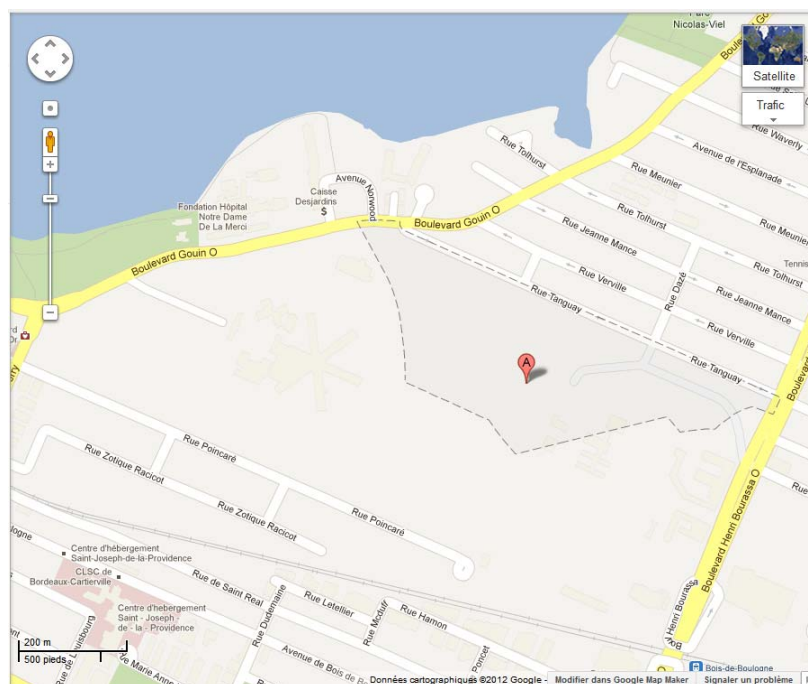 Parc
Nicolas-Viel
Boulevard Go
Satellite
Trafic
Rue Waverly
Avenue de l'Esplanade
Rue Tolhurst
Rue Meunier
Avenue Norwood
Caisse
Desjardins
$
Fondation Hôpital
Notre Dame
De La Merci
Rue Tolhurst
Rue Meunie
Boulevard Gouin O
Rue Jeanne Mance
Boulevard Gouin O
Tennis
Rue Tolhurst
Rue Verville
Rue Dazé
Rue Tanguay
Rue Jeanne Mance
Rue Verville
A
Rue Tanguay
Boulevard
Rue Poincaré
Rue Zotique Racicot
Rue Zotique Racicot
Rue Poincaré
Boulevard Henri Bourassa O
Centre d'hébergement
Saint-Joseph-de-la-Providence
CLSC de
Bordeaux-Cartierville
Rue de Saint Real
Rue Letellier
Rue Dudemaine
Rue Mcduff
Rue Hamon
Henri Bourassa
Centre d'hébergement
Saint - Joseph
de - la - Providence
200 m
500 pieds
Rue Marie Anne
Avenue de Bois de B
Poncet
Bois-de-Boulogne
Données cartographiques ©2012 Google -
Modifier dans Google Map Maker
Signaler un problème